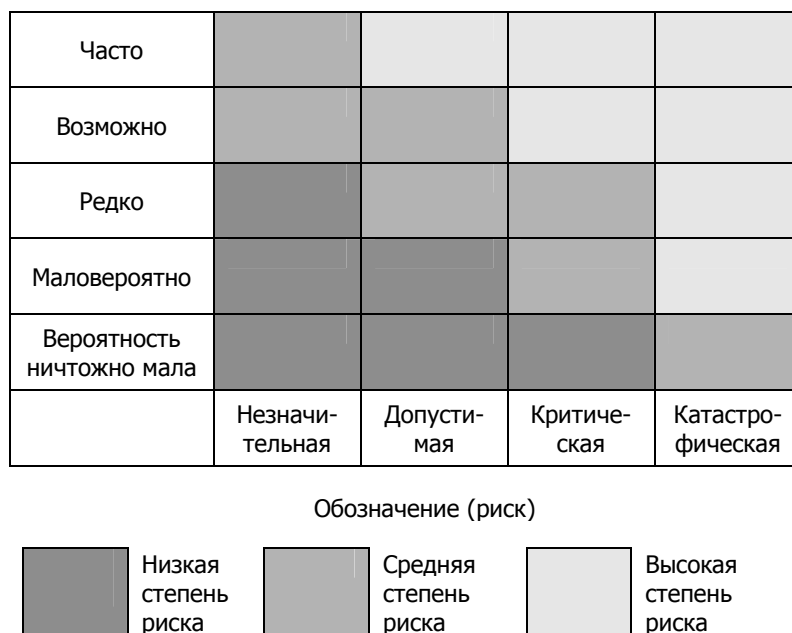 Часто
Возможно
Редко
Маловероятно
Вероятность
ничтожно мала
Незначи-
тельная
Допусти-
мая
Критиче-
ская
Катастро-
фическая
Обозначение (риск)
Низкая
степень
риска
Средняя
степень
риска
Высокая
степень
риска